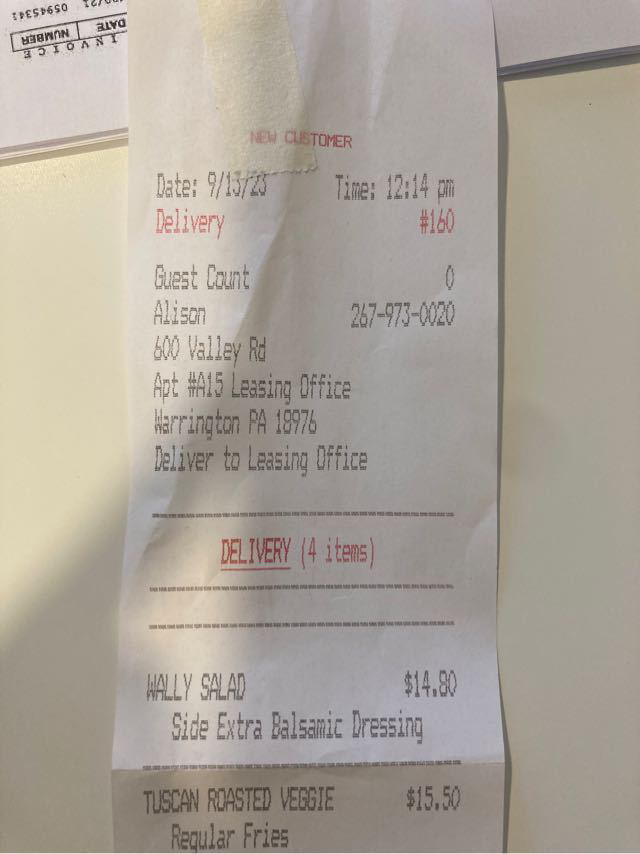 INVOICE
DATE NUMBER
05945341
NEW CUSTOMER
Date: 9/13/23 Time: 12:14 pm
Delivery #160
Guest Count 0
Alison 267-973-0020
600 Valley Rd
Apt #A15 Leasing Office
Warrington PA 18976
Deliver to Leasing Office
DELIVERY (4 items)
WALLY SALAD $14.80
Side Extra Balsamic Dressing
TUSCAN ROASTED VEGGIE $15.50
Regular Fries